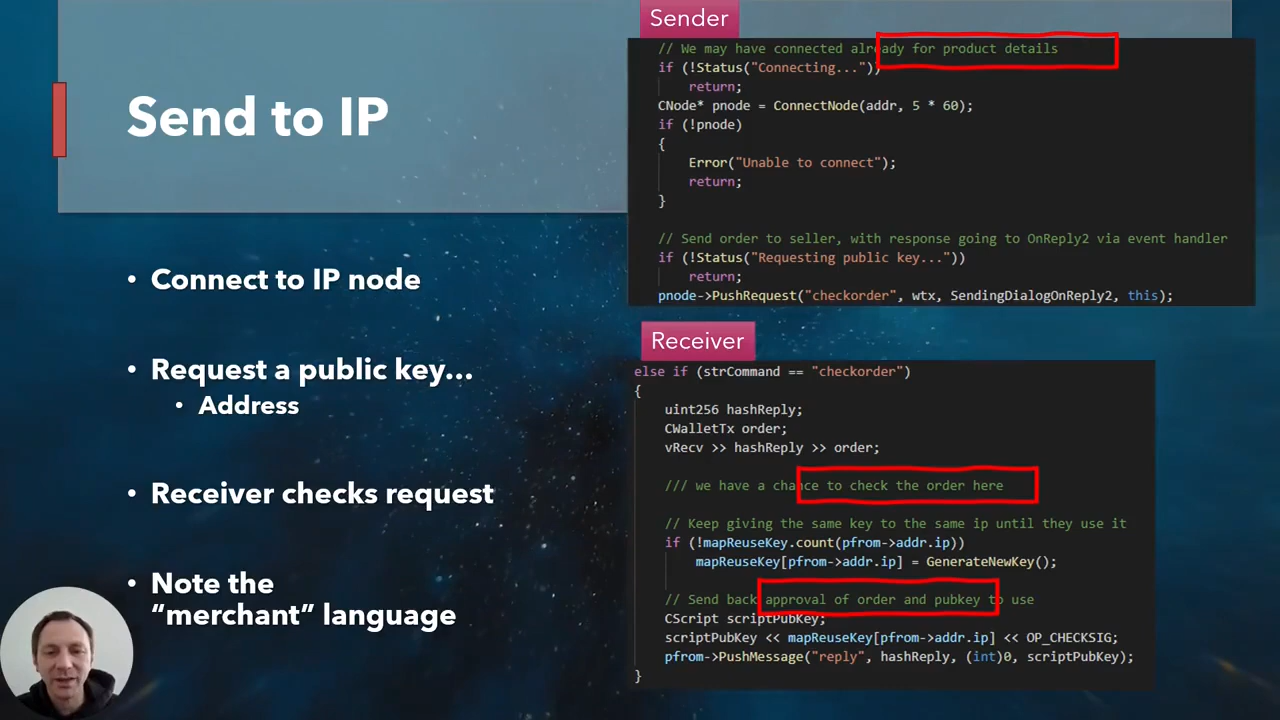 Send to IP
• Connect to IP node
• Request a public key...
• Address
• Receiver checks request
• Note the
“merchant” language
Sender
// We may have connected already for product details
if (!Status("Connecting..."))
return;
CNode* pnode = ConnectNode(addr, 5 * 60);
if (!pnode)
{
Error("Unable to connect");
return;
}
// Send order to seller, with response going to OnReply2 via event handler
if (!Status("Requesting public key..."))
return;
pnode->PushRequest("checkorder", wtx, SendingDialogOnReply2, this);
Receiver
else if (strCommand == "checkorder")
{
uint256 hashReply;
CWalletTx order;
vRecv >> hashReply >> order;
/// we have a chance to check the order here
// Keep giving the same key to the same ip until they use it
if (!mapReuseKey.count(pfrom->addr.ip))
mapReuseKey[pfrom->addr.ip] = GenerateNewKey();
// Send back approval of order and pubkey to use
CScript scriptPubKey;
scriptPubKey << mapReuseKey[pfrom->addr.ip] << OP_CHECKSIG;
pfrom->PushMessage("reply", hashReply, (int)0, scriptPubKey);
}